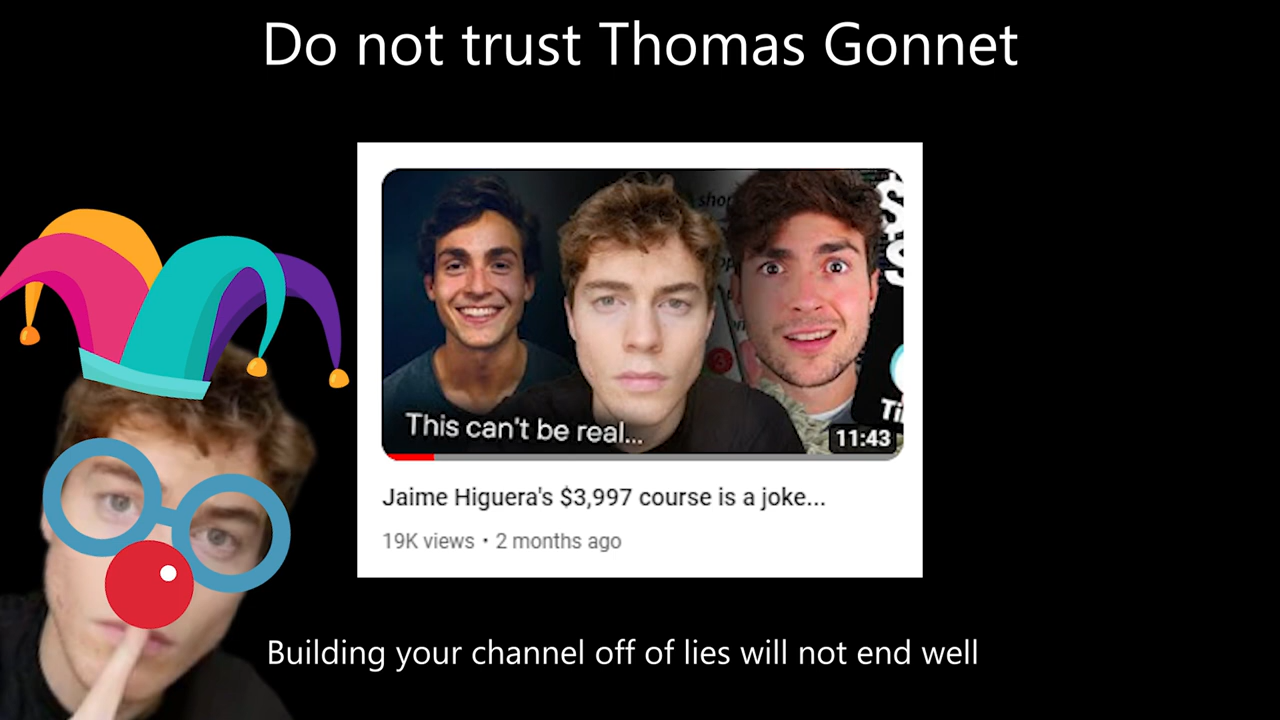 Do not trust Thomas Gonnet
This can't be real...
11:43
Jaime Higuera's $3,997 course is a joke...
19K views • 2 months ago
Building your channel off of lies will not end well